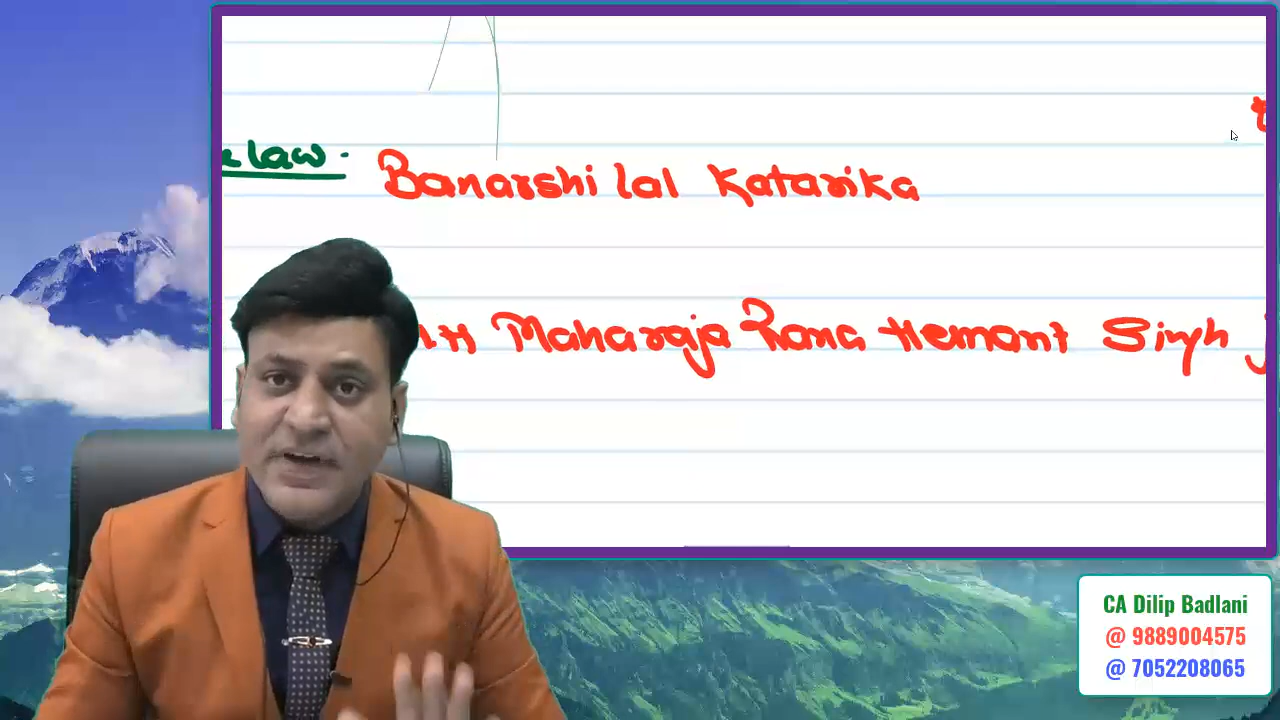 law.
Banarshi lal Katarika
Maharaja Rana Hemant Singh
CA Dilip Badlani
@ 9889004575
@ 7052208065